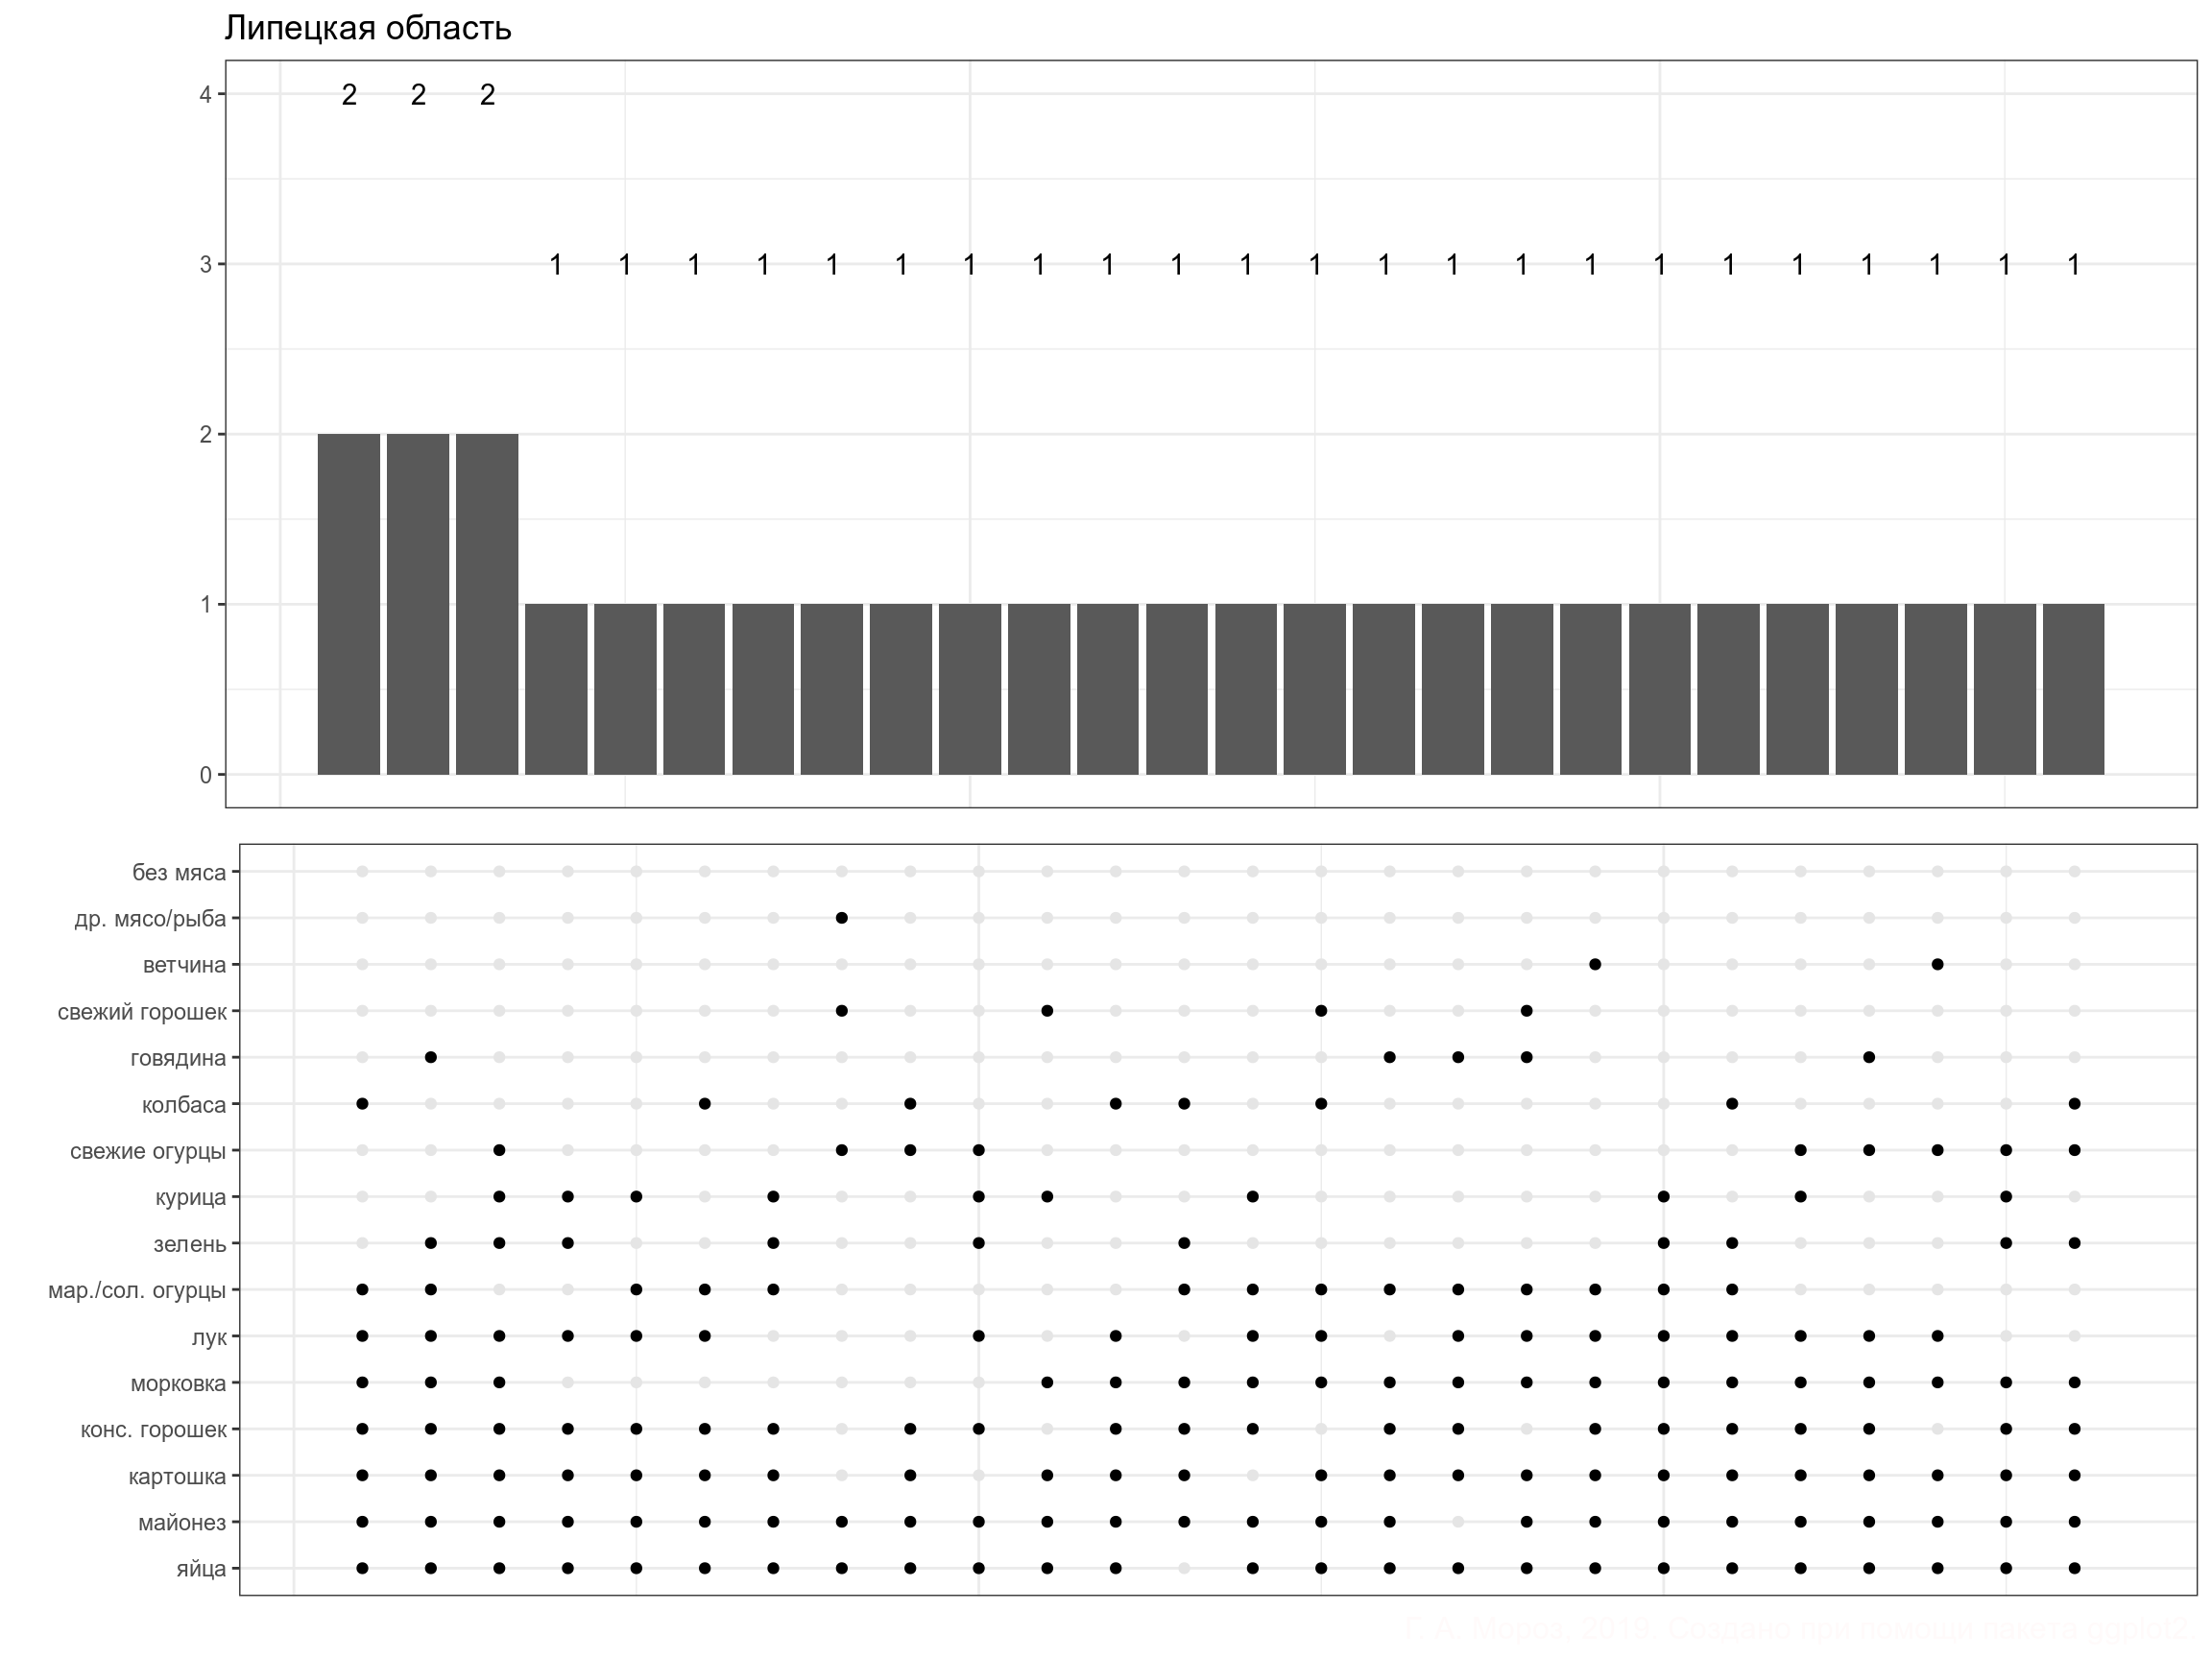 Липецкая область
4
2 2 2
3
1 1 1 1 1 1 1 1 1 1 1 1 1 1 1 1 1 1 1 1 1 1 1
2
1
0
без мяса
др. мясо/рыба
ветчина
свежий горошек
говядина
колбаса
свежие огурцы
курица
зелень
мар./сол. огурцы
лук
морковка
конс. горошек
картошка
майонез
яйца
Г. А. Мороз, 2019, Создано при помощи пакета ggplot2.